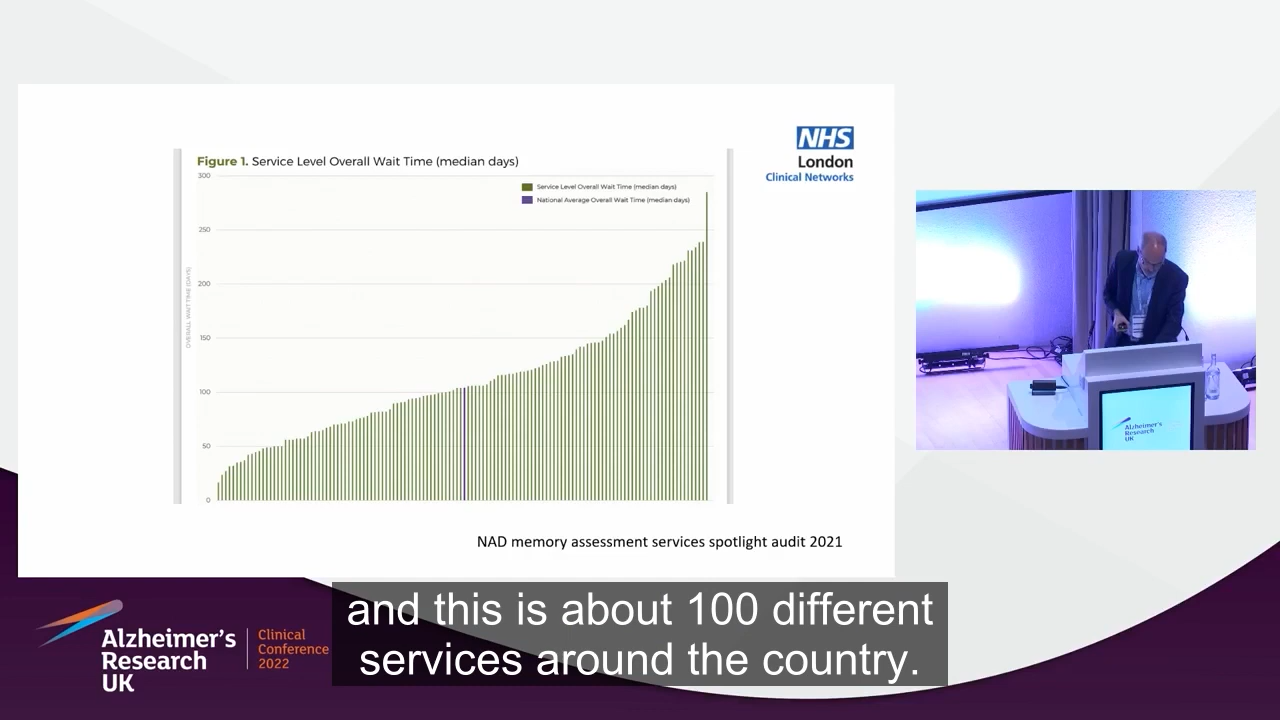 NHS
London
Clinical Networks
Figure 1. Service Level Overall Wait Time (median days)
Service Level Overall Wait Time (median days)
National Average Overall Wait Time (median days)
300
250
200
150
100
50
0
OVERALL WAIT TIME (DAYS)
NAD memory assessment services spotlight audit 2021
Alzheimer's
Research
UK
Alzheimer's
Research
UK
Clinical
Conference
2022
and this is about 100 different
services around the country.